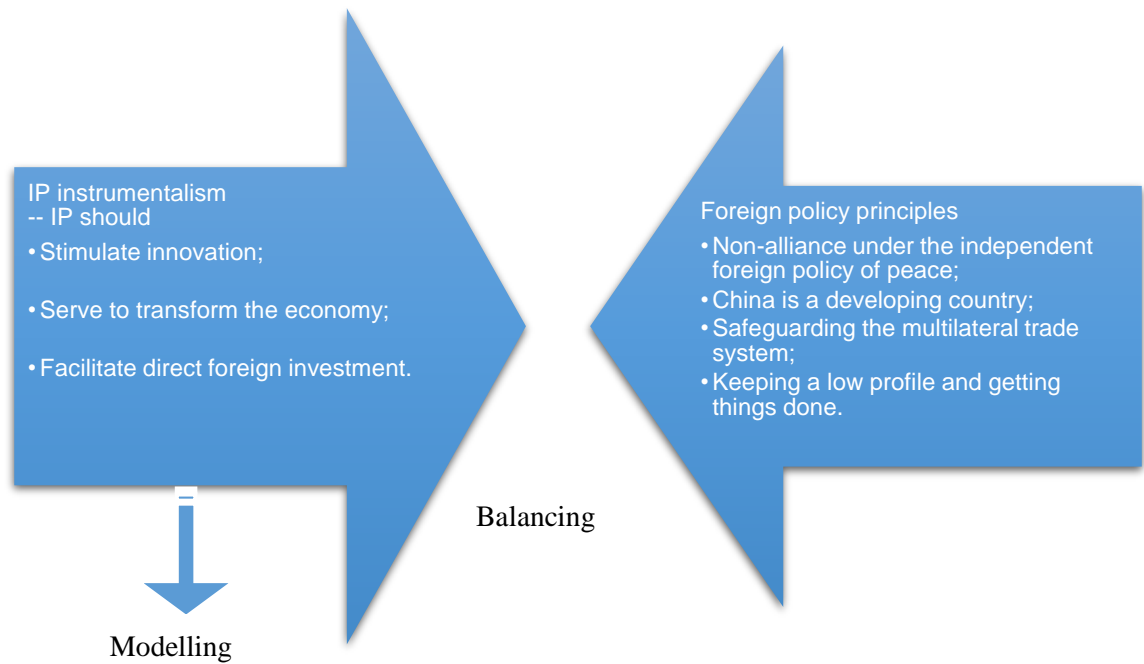 IP instrumentalism
-- IP should
•Stimulate innovation;
•Serve to transform the economy;
•Facilitate direct foreign investment.
Foreign policy principles
•Non-alliance under the independent
foreign policy of peace;
•China is a developing country;
•Safeguarding the multilateral trade
system;
•Keeping a low profile and getting
things done.
Balancing
Modelling